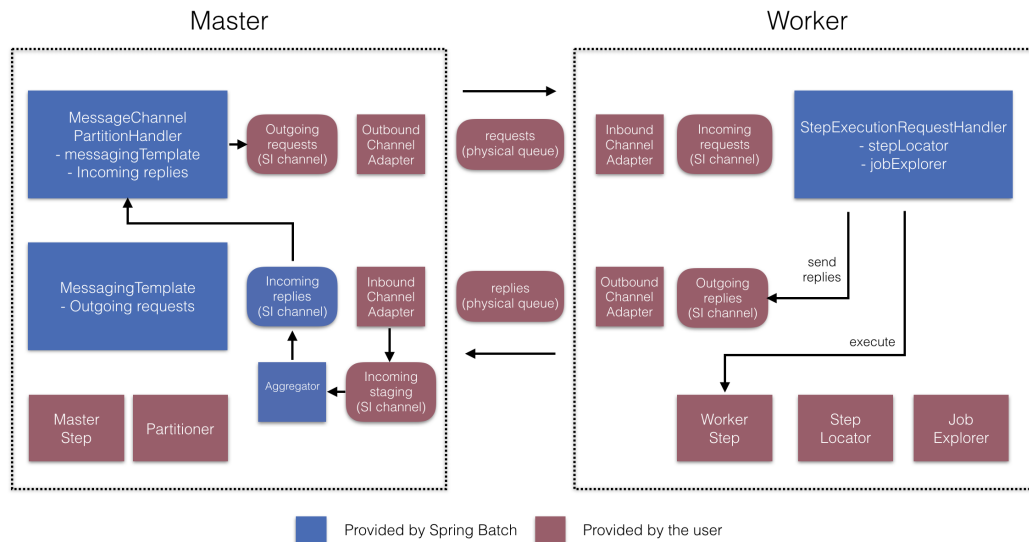 Master
Worker
MessageChannel
PartitionHandler
- messagingTemplate
- Incoming replies
Outgoing
requests
(SI channel)
Outbound
Channel
Adapter
requests
(physical queue)
Inbound
Channel
Adapter
Incoming
requests
(SI channel)
StepExecutionRequestHandler
- stepLocator
- jobExplorer
MessagingTemplate
- Outgoing requests
Incoming
replies
(SI channel)
Inbound
Channel
Adapter
replies
(physical queue)
Outbound
Channel
Adapter
Outgoing
replies
(SI channel)
send
replies
execute
Aggregator
Incoming
staging
(SI channel)
Master
Step
Partitioner
Worker
Step
Step
Locator
Job
Explorer
Provided by Spring Batch
Provided by the user